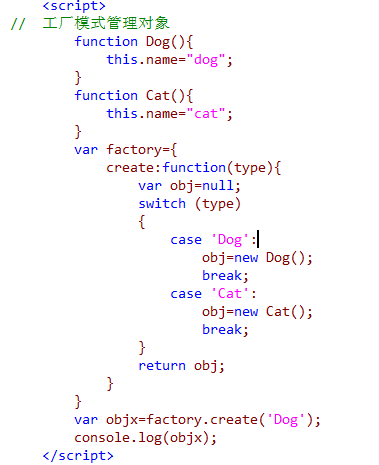 <script>
// 工厂模式管理对象
function Dog(){
this.name="dog";
}
function Cat(){
this.name="cat";
}
var factory={
create:function(type){
var obj=null;
switch (type)
{
case 'Dog':
obj=new Dog();
break;
case 'Cat':
obj=new Cat();
break;
}
return obj;
}
}
var objx=factory.create('Dog');
console.log(objx);
</script>